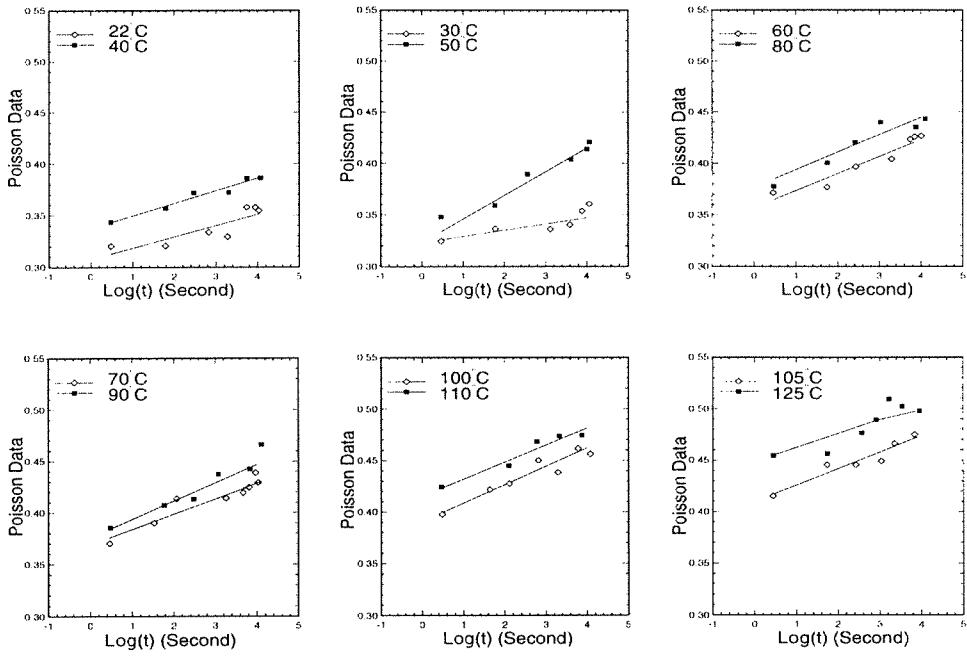 22°C
40°C
0.55
0.50
0.45
0.40
0.35
0.30
Poisson Data
-1 0 1 2 3 4 5
Log(t) (Second)
30°C
50°C
0.55
0.50
0.45
0.40
0.35
0.30
Poisson Data
-1 0 1 2 3 4 5
Log(t) (Second)
60°C
80°C
0.55
0.50
0.45
0.40
0.35
0.30
Poisson Data
-1 0 1 2 3 4 5
Log(t) (Second)
70°C
90°C
0.55
0.50
0.45
0.40
0.35
0.30
Poisson Data
-1 0 1 2 3 4 5
Log(t) (Second)
100°C
110°C
0.55
0.50
0.45
0.40
0.35
0.30
Poisson Data
-1 0 1 2 3 4 5
Log(t) (Second)
105°C
125°C
0.55
0.50
0.45
0.40
0.35
0.30
Poisson Data
-1 0 1 2 3 4 5
Log(t) (Second)